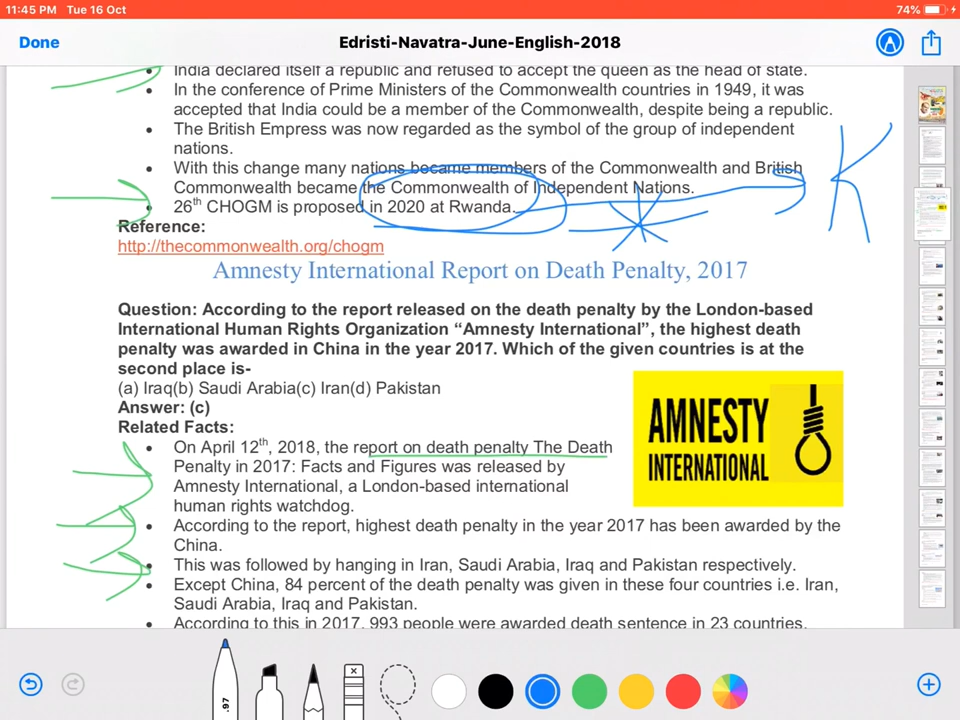 11:45 PM Tue 16 Oct 74%
Done Edristi-Navatra-June-English-2018
• India declared itself a republic and refused to accept the queen as the head of state.
• In the conference of Prime Ministers of the Commonwealth countries in 1949, it was
accepted that India could be a member of the Commonwealth, despite being a republic.
• The British Empress was now regarded as the symbol of the group of independent
nations.
• With this change many nations became members of the Commonwealth and British
Commonwealth became the Commonwealth of Independent Nations.
• 26th CHOGM is proposed in 2020 at Rwanda.
K
Reference:
http://thecommonwealth.org/chogm
Amnesty International Report on Death Penalty, 2017
Question: According to the report released on the death penalty by the London-based
International Human Rights Organization “Amnesty International”, the highest death
penalty was awarded in China in the year 2017. Which of the given countries is at the
second place is-
(a) Iraq(b) Saudi Arabia(c) Iran(d) Pakistan
Answer: (c)
Related Facts:
• On April 12th, 2018, the report on death penalty The Death
Penalty in 2017: Facts and Figures was released by
Amnesty International, a London-based international
human rights watchdog.
AMNESTY
INTERNATIONAL
• According to the report, highest death penalty in the year 2017 has been awarded by the
China.
• This was followed by hanging in Iran, Saudi Arabia, Iraq and Pakistan respectively.
• Except China, 84 percent of the death penalty was given in these four countries i.e. Iran,
Saudi Arabia, Iraq and Pakistan.
• According to this in 2017, 993 people were awarded death sentence in 23 countries.
.97